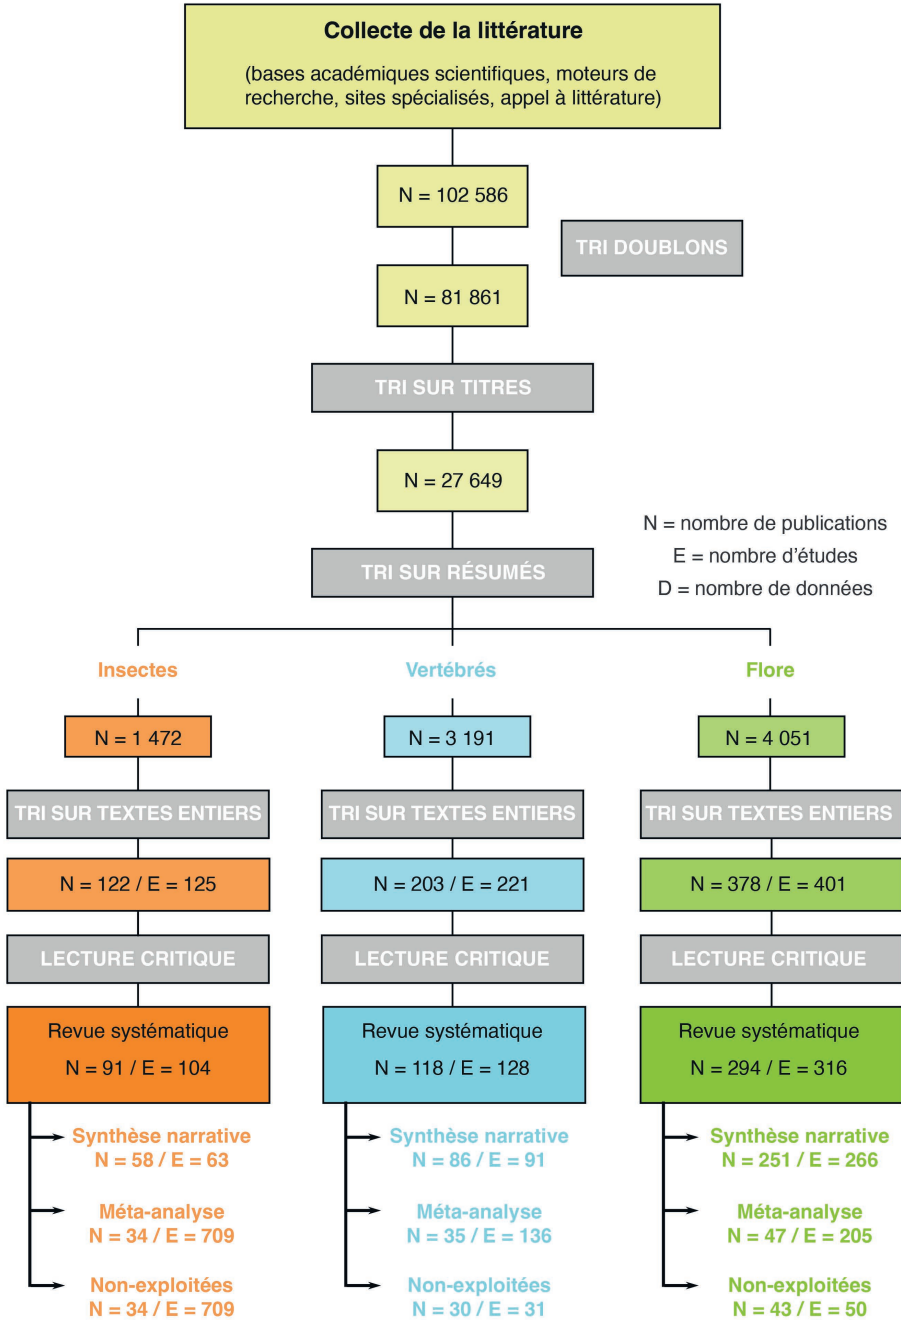 Collecte de la littérature
(bases académiques scientifiques, moteurs de
recherche, sites spécialisés, appel à littérature)
N = 102 586
TRI DOUBLONS
N = 81 861
TRI SUR TITRES
N = 27 649
N = nombre de publications
E = nombre d'études
D = nombre de données
TRI SUR RÉSUMÉS
Insectes
Vertébrés
Flore
N = 1 472
N = 3 191
N = 4 051
TRI SUR TEXTES ENTIERS
TRI SUR TEXTES ENTIERS
TRI SUR TEXTES ENTIERS
N = 122 / E = 125
N = 203 / E = 221
N = 378 / E = 401
LECTURE CRITIQUE
LECTURE CRITIQUE
LECTURE CRITIQUE
Revue systématique
N = 91 / E = 104
Revue systématique
N = 118 / E = 128
Revue systématique
N = 294 / E = 316
Synthèse narrative
N = 58 / E = 63
Synthèse narrative
N = 86 / E = 91
Synthèse narrative
N = 251 / E = 266
Méta-analyse
N = 34 / E = 709
Méta-analyse
N = 35 / E = 136
Méta-analyse
N = 47 / E = 205
Non-exploitées
N = 34 / E = 709
Non-exploitées
N = 30 / E = 31
Non-exploitées
N = 43 / E = 50